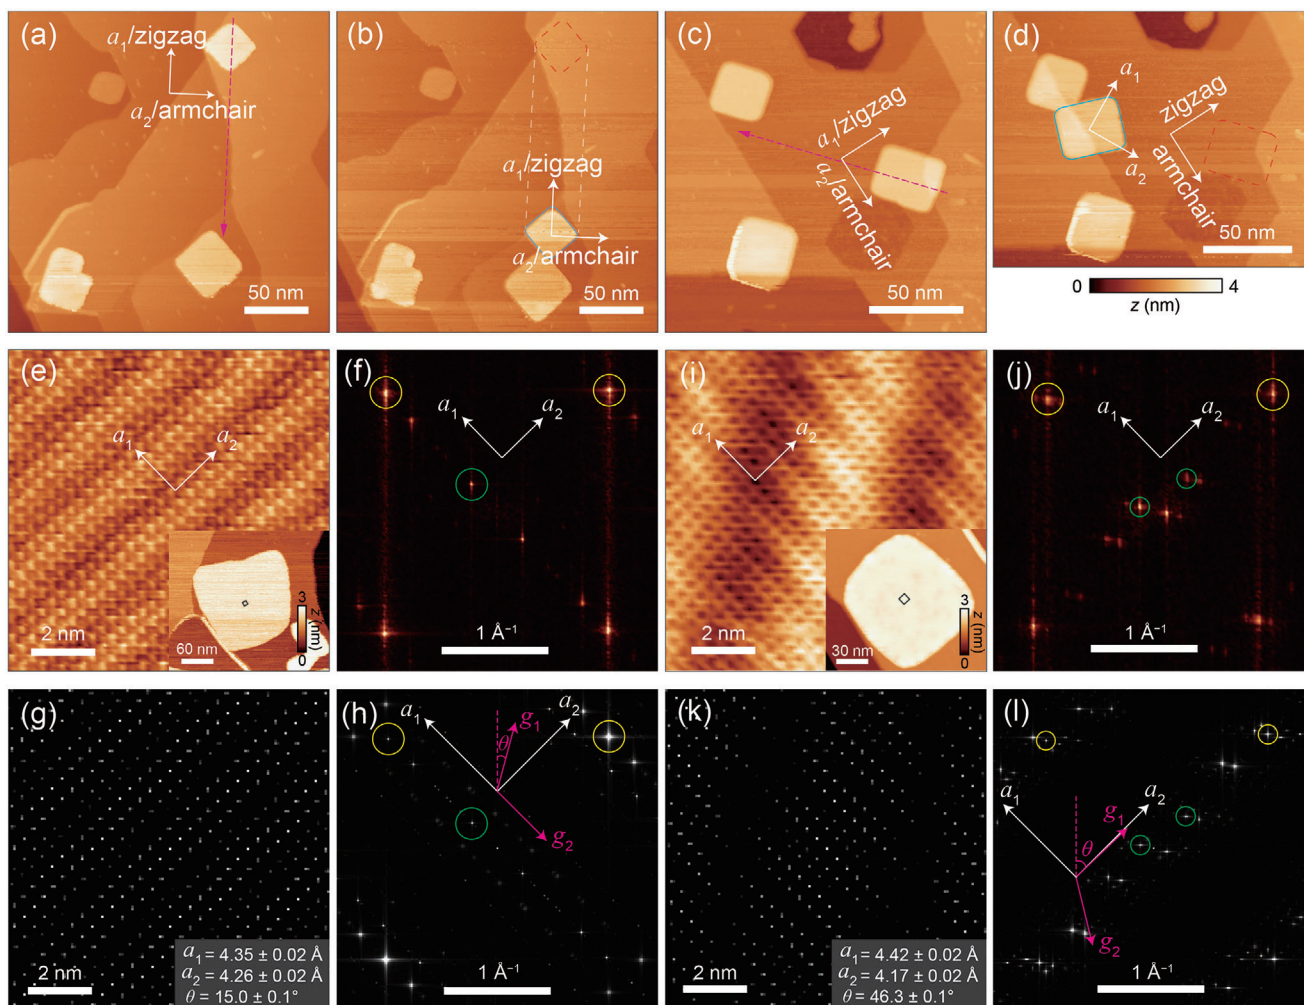 (a)
a₁/zigzag
a₂/armchair
50 nm
(b)
a₁/zigzag
a₂/armchair
50 nm
(c)
a₁/zigzag
a₂/armchair
50 nm
(d)
a₁
a₂
zigzag
armchair
50 nm
0 4
z (nm)
(e)
a₁
a₂
2 nm
60 nm
3
z (nm)
0
(f)
a₁
a₂
1 Å⁻¹
(i)
a₁
a₂
2 nm
30 nm
3
z (nm)
0
(j)
a₁
a₂
1 Å⁻¹
(g)
2 nm
a₁ = 4.35 ± 0.02 Å
a₂ = 4.26 ± 0.02 Å
θ = 15.0 ± 0.1°
(h)
a₁
g₁
a₂
θ
g₂
1 Å⁻¹
(k)
2 nm
a₁ = 4.42 ± 0.02 Å
a₂ = 4.17 ± 0.02 Å
θ = 46.3 ± 0.1°
(l)
a₁
g₁
a₂
θ
g₂
1 Å⁻¹